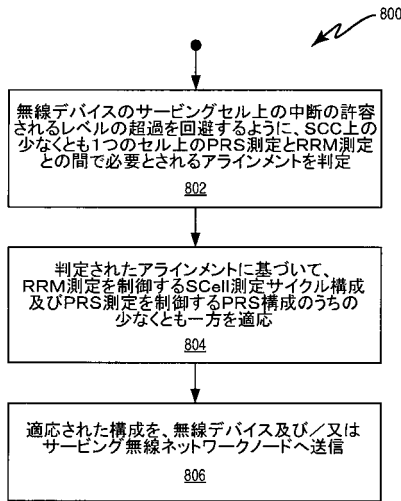 800
無線デバイスのサービングセル上の中断の許容
されるレベルの超過を回避するように、SCC上の
少なくとも1つのセル上のPRS測定とRRM測定
との間で必要とされるアラインメントを判定
802
判定されたアラインメントに基づいて、
RRM測定を制御するSCell測定サイクル構成
及びPRS測定を制御するPRS構成のうちの
少なくとも一方を適応
804
適応された構成を、無線デバイス及び/又は
サービング無線ネットワークノードへ送信
806